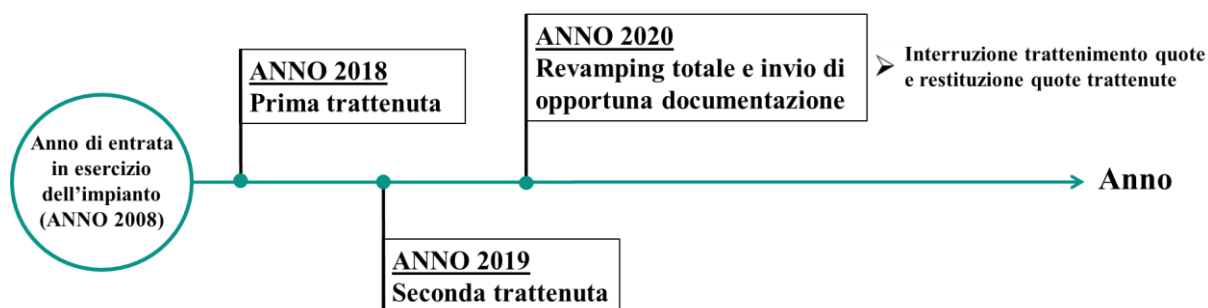 Anno di entrata
in esercizio
dell’impianto
(ANNO 2008)
ANNO 2018
Prima trattenuta
ANNO 2019
Seconda trattenuta
ANNO 2020
Revamping totale e invio di
opportuna documentazione
Interruzione trattenimento quote
e restituzione quote trattenute
Anno